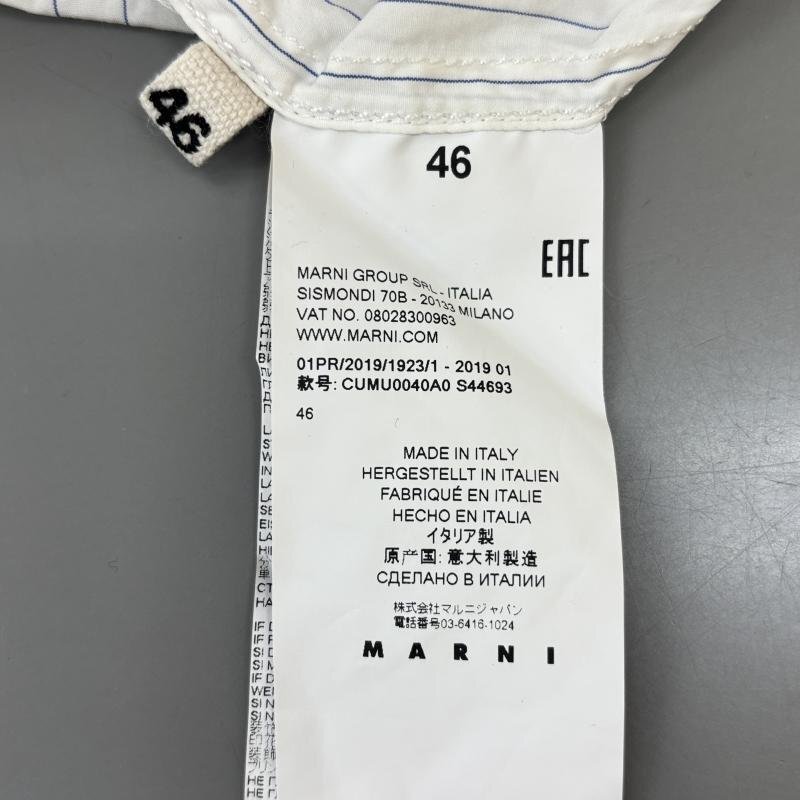 46
46
EAC
MARNI GROUP SRL - ITALIA
SISMONDI 70B - 20133 MILANO
VAT NO. 08028300963
WWW.MARNI.COM
01PR/2019/1923/1 - 2019 01
款号: CUMU0040A0 S44693
46
MADE IN ITALY
HERGESTELLT IN ITALIEN
FABRIQUÉ EN ITALIE
HECHO EN ITALIA
イタリア製
原产国: 意大利製造
СДЕЛАНО В ИТАЛИИ
株式会社マルニジャパン
電話番号03-6416-1024
MARNI